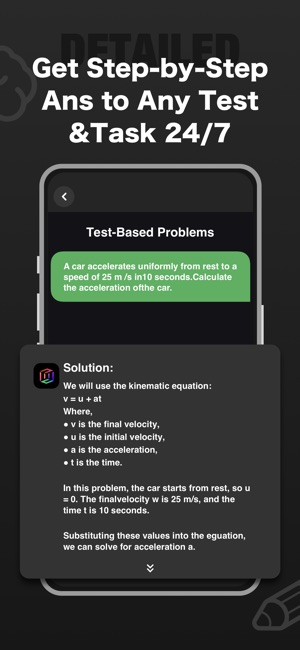 DETAILED
Get Step-by-Step
Ans to Any Test
&Task 24/7
Test-Based Problems
A car accelerates uniformly from rest to a
speed of 25 m /s in10 seconds.Calculate
the acceleration ofthe car.
Solution:
We will use the kinematic equation:
v = u + at
Where,
• v is the final velocity,
• u is the initial velocity,
• a is the acceleration,
• t is the time.
In this problem, the car starts from rest, so u
= 0. The finalvelocity w is 25 m/s, and the
time t is 10 seconds.
Substituting these values into the eguation,
we can solve for acceleration a.